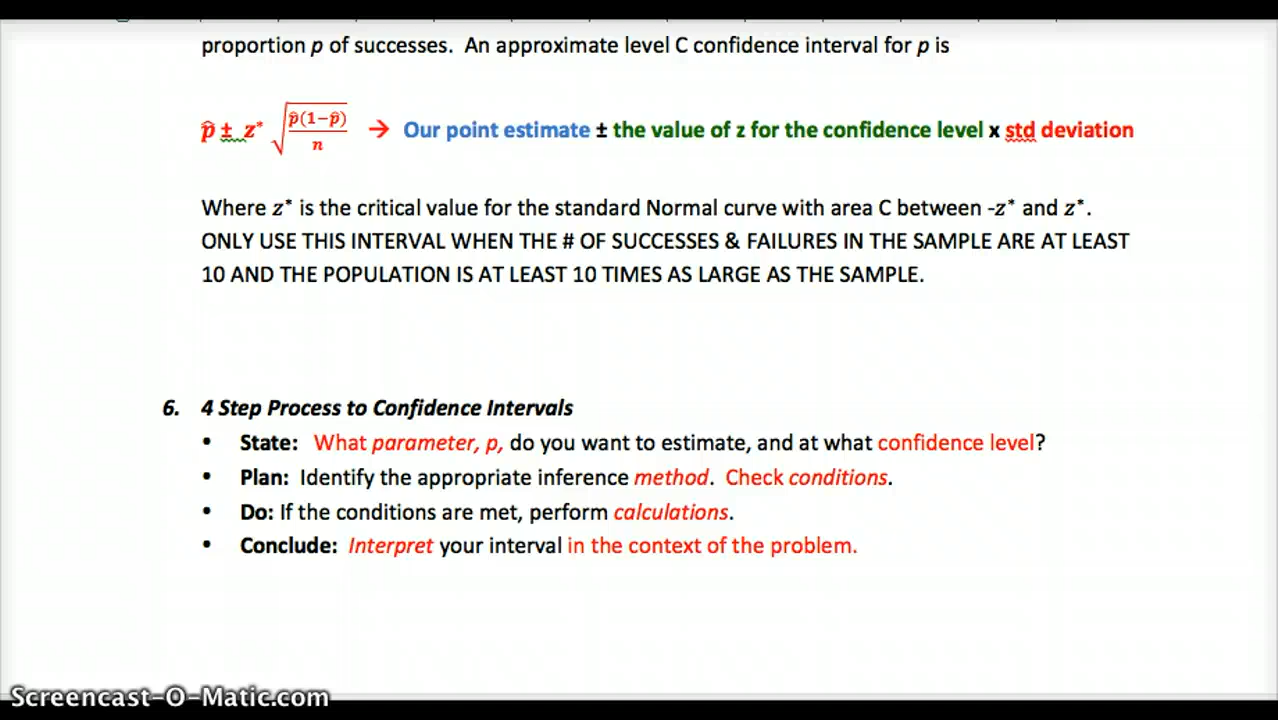 proportion p of successes. An approximate level C confidence interval for p is
p̂ ± z* √(p̂(1−p̂)/n) → Our point estimate ± the value of z for the confidence level x std deviation
Where z* is the critical value for the standard Normal curve with area C between -z* and z*.
ONLY USE THIS INTERVAL WHEN THE # OF SUCCESSES & FAILURES IN THE SAMPLE ARE AT LEAST
10 AND THE POPULATION IS AT LEAST 10 TIMES AS LARGE AS THE SAMPLE.
6. 4 Step Process to Confidence Intervals
• State: What parameter, p, do you want to estimate, and at what confidence level?
• Plan: Identify the appropriate inference method. Check conditions.
• Do: If the conditions are met, perform calculations.
• Conclude: Interpret your interval in the context of the problem.
Screencast-O-Matic.com